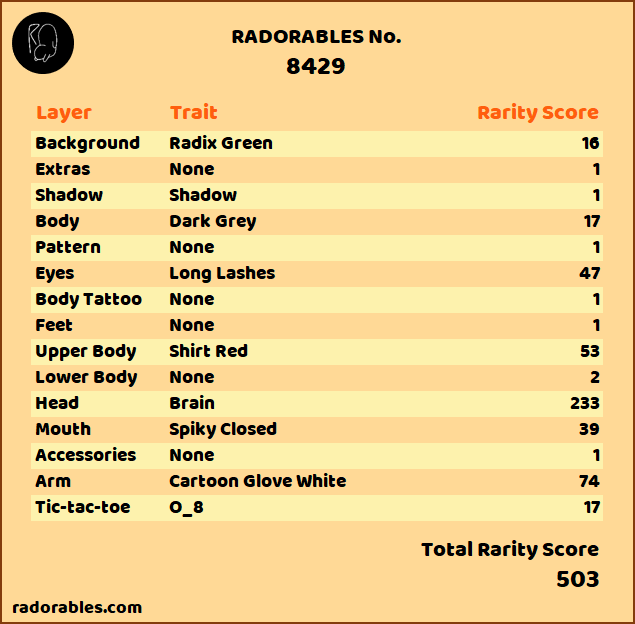 RADORABLES No.
8429
Layer Trait Rarity Score
Background Radix Green 16
Extras None 1
Shadow Shadow 1
Body Dark Grey 17
Pattern None 1
Eyes Long Lashes 47
Body Tattoo None 1
Feet None 1
Upper Body Shirt Red 53
Lower Body None 2
Head Brain 233
Mouth Spiky Closed 39
Accessories None 1
Arm Cartoon Glove White 74
Tic-tac-toe O_8 17
Total Rarity Score
503
radorables.com